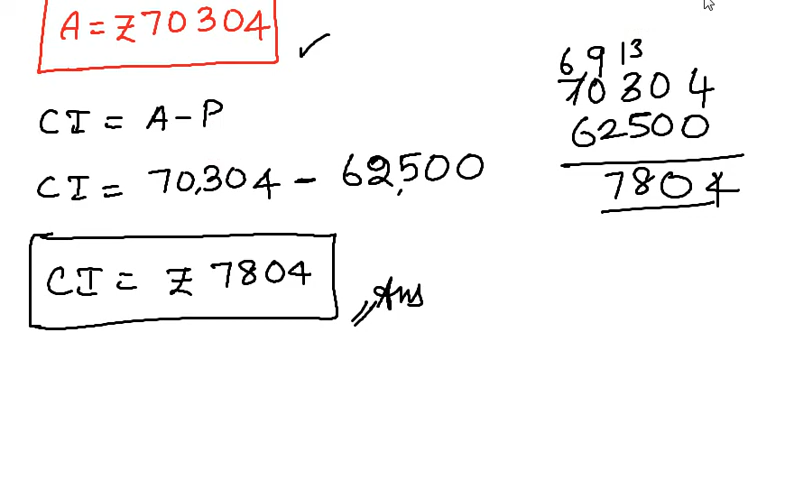 A = ₹70304
CI = A - P
CI = 70,304 - 62,500
CI = ₹ 7804
,, Ans
6 9 13
70304
62500
7804